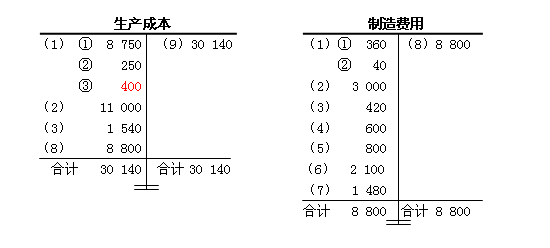 生产成本
(1) ① 8 750 (9) 30 140
② 250
③ 400
(2) 11 000
(3) 1 540
(8) 8 800
合计 30 140 合计 30 140
制造费用
(1) ① 360 (8) 8 800
② 40
(2) 3 000
(3) 420
(4) 600
(5) 800
(6) 2 100
(7) 1 480
合计 8 800 合计 8 800